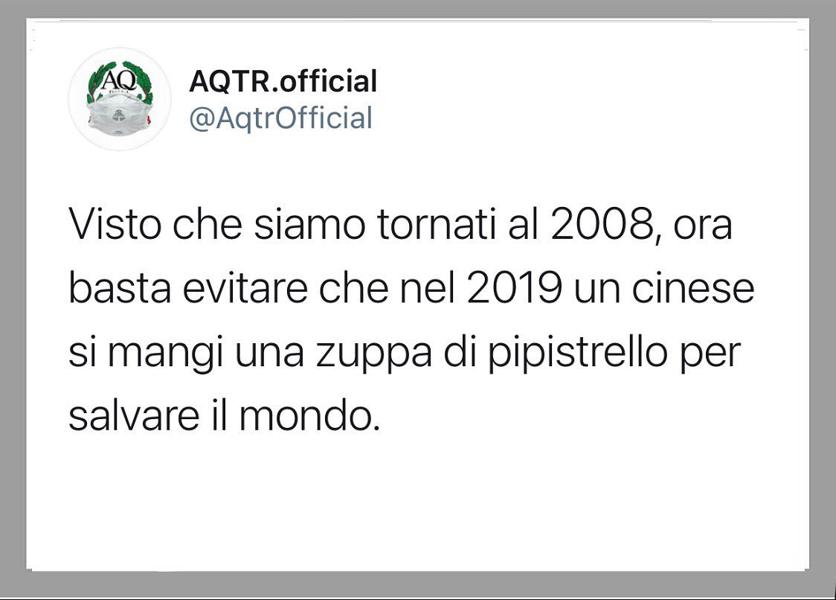 AQ
AQTR.official
@AqtrOfficial
Visto che siamo tornati al 2008, ora
basta evitare che nel 2019 un cinese
si mangi una zuppa di pipistrello per
salvare il mondo.